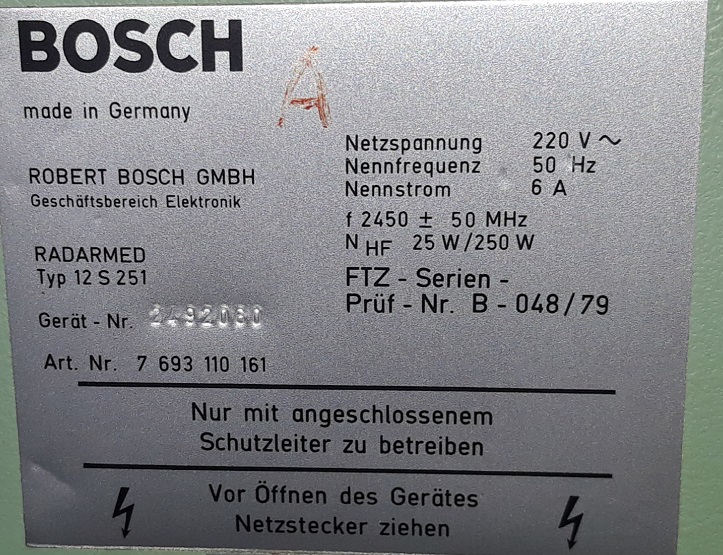 BOSCH
A
made in Germany
ROBERT BOSCH GMBH
Geschäftsbereich Elektronik
RADARMED
Typ 12 S 251
Gerät - Nr. 2492080
Art. Nr. 7 693 110 161
Netzspannung 220 V ~
Nennfrequenz 50 Hz
Nennstrom 6 A
f 2450 ± 50 MHz
N HF 25 W/250 W
FTZ - Serien -
Prüf - Nr. B - 048/79
Nur mit angeschlossenem
Schutzleiter zu betreiben
Vor Öffnen des Gerätes
Netzstecker ziehen